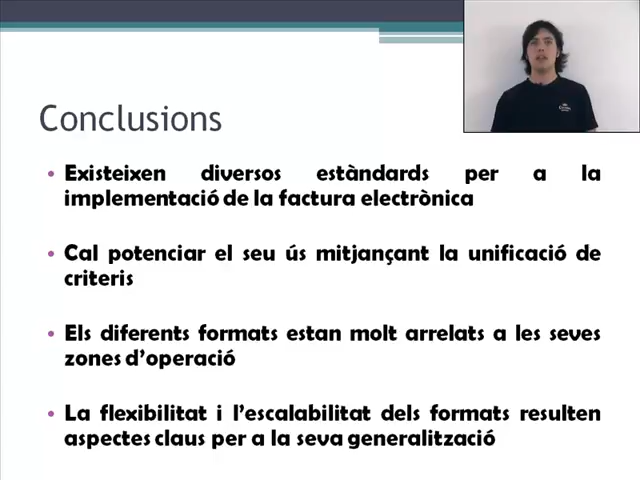 Conclusions
• Existeixen diversos estàndards per a la
implementació de la factura electrònica
• Cal potenciar el seu ús mitjançant la unificació de
criteris
• Els diferents formats estan molt arrelats a les seves
zones d’operació
• La flexibilitat i l’escalabilitat dels formats resulten
aspectes claus per a la seva generalització